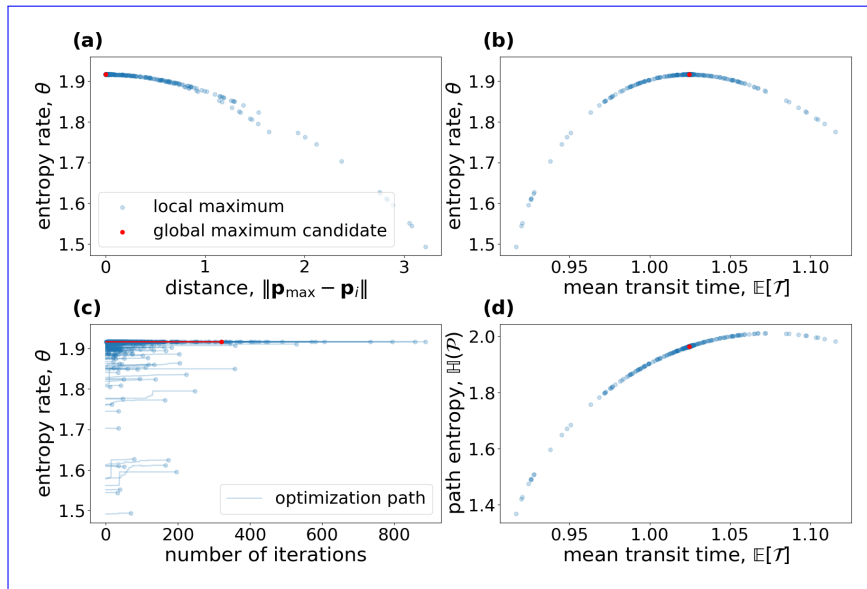 (a)
1.9
1.8
1.7
1.6
1.5
entropy rate, θ
local maximum
global maximum candidate
0 1 2 3
distance, ‖p_max − p_i‖
(b)
1.9
1.8
1.7
1.6
1.5
entropy rate, θ
0.95 1.00 1.05 1.10
mean transit time, 𝔼[𝒯]
(c)
1.9
1.8
1.7
1.6
1.5
entropy rate, θ
optimization path
0 200 400 600 800
number of iterations
(d)
2.0
1.8
1.6
1.4
path entropy, ℍ(𝒫)
0.95 1.00 1.05 1.10
mean transit time, 𝔼[𝒯]